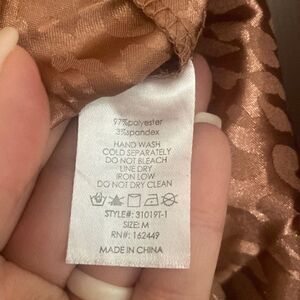 97%polyester
3%spandex
HAND WASH
COLD SEPARATELY
DO NOT BLEACH
LINE DRY
IRON LOW
DO NOT DRY CLEAN
STYLE#: 31019T-1
SIZE: M
RN#: 162449
MADE IN CHINA